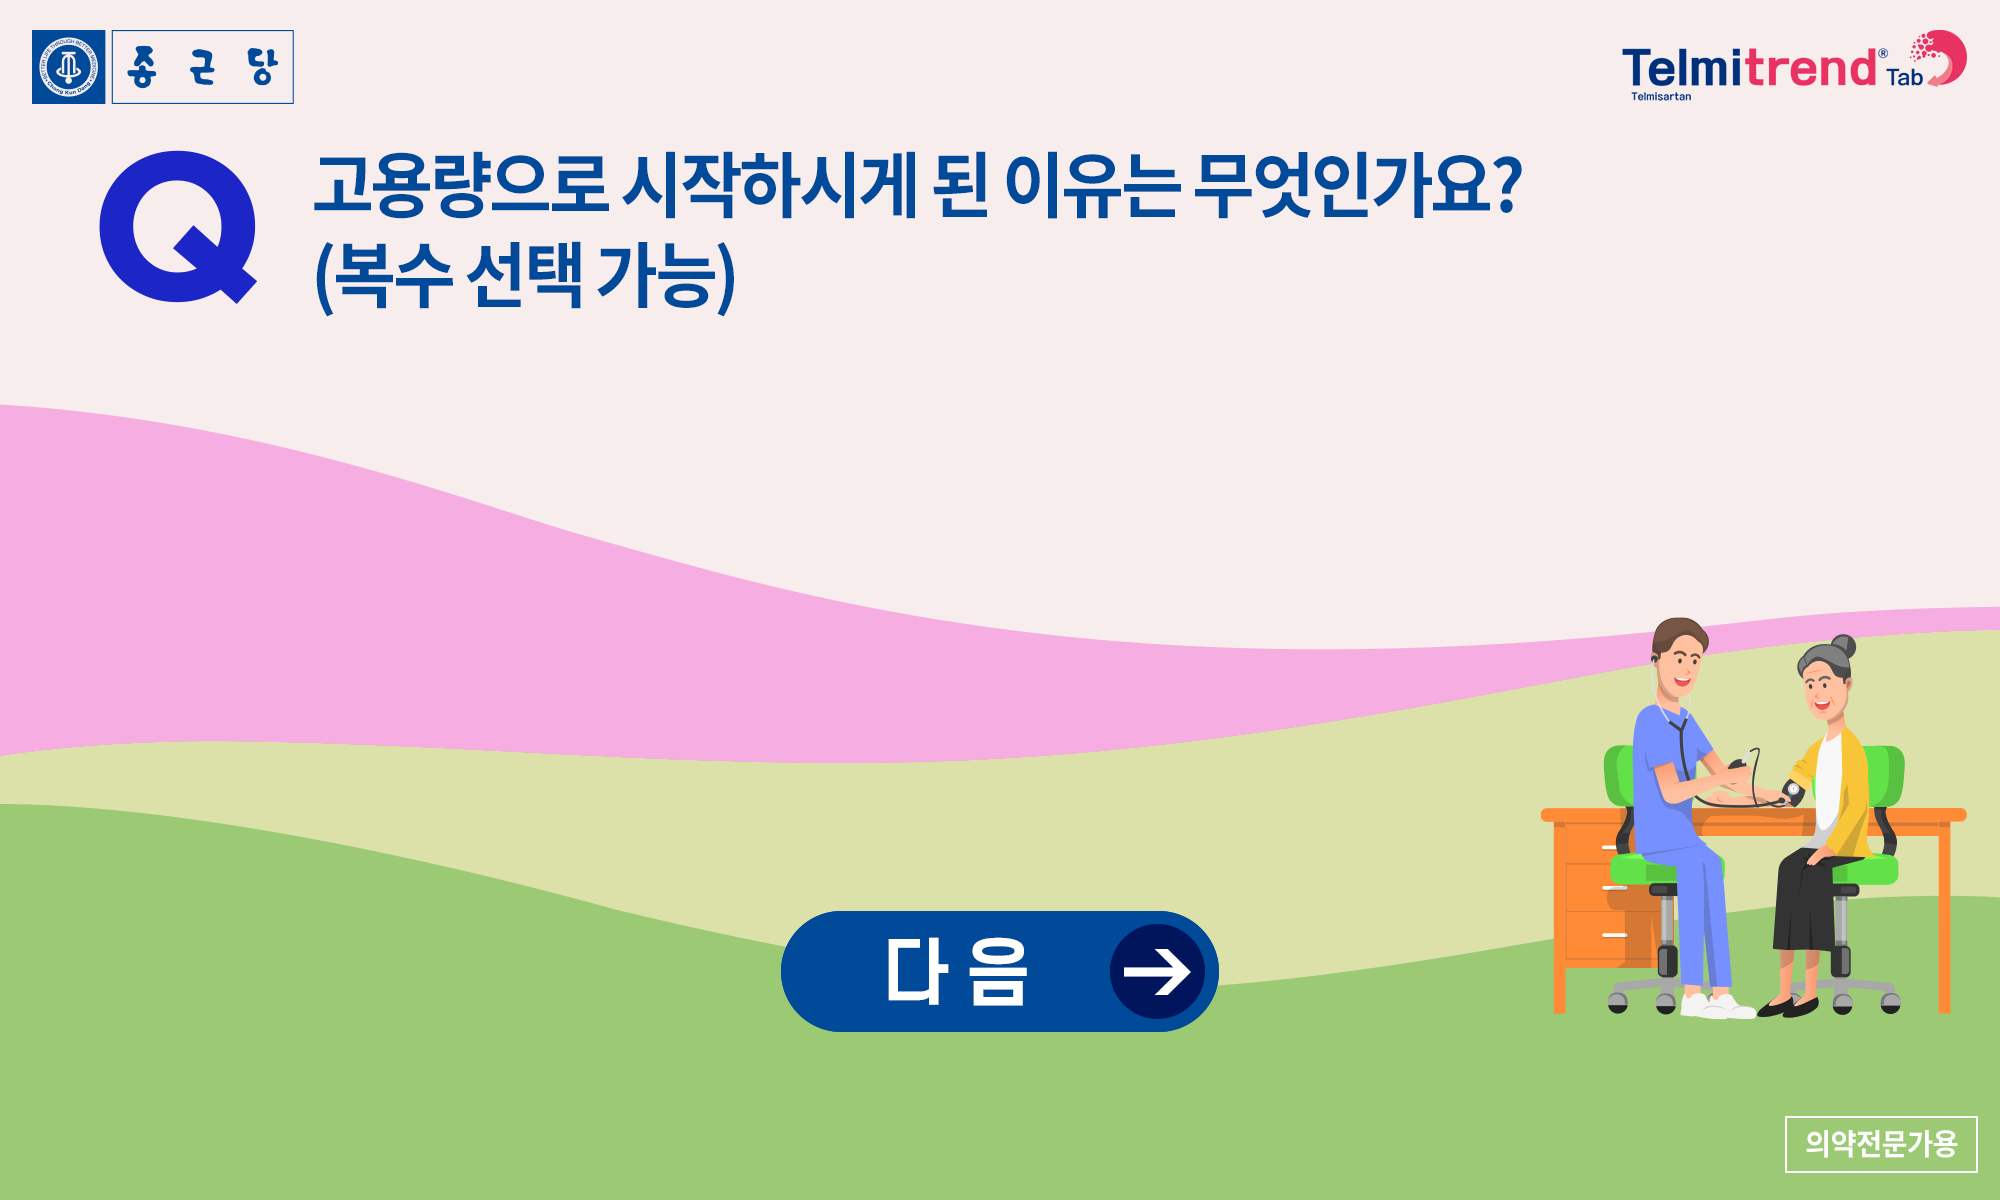 종근당
Telmitrend® Tab
Telmisartan
Q
고용량으로 시작하시게 된 이유는 무엇인가요?
(복수 선택 가능)
다음
의약전문가용